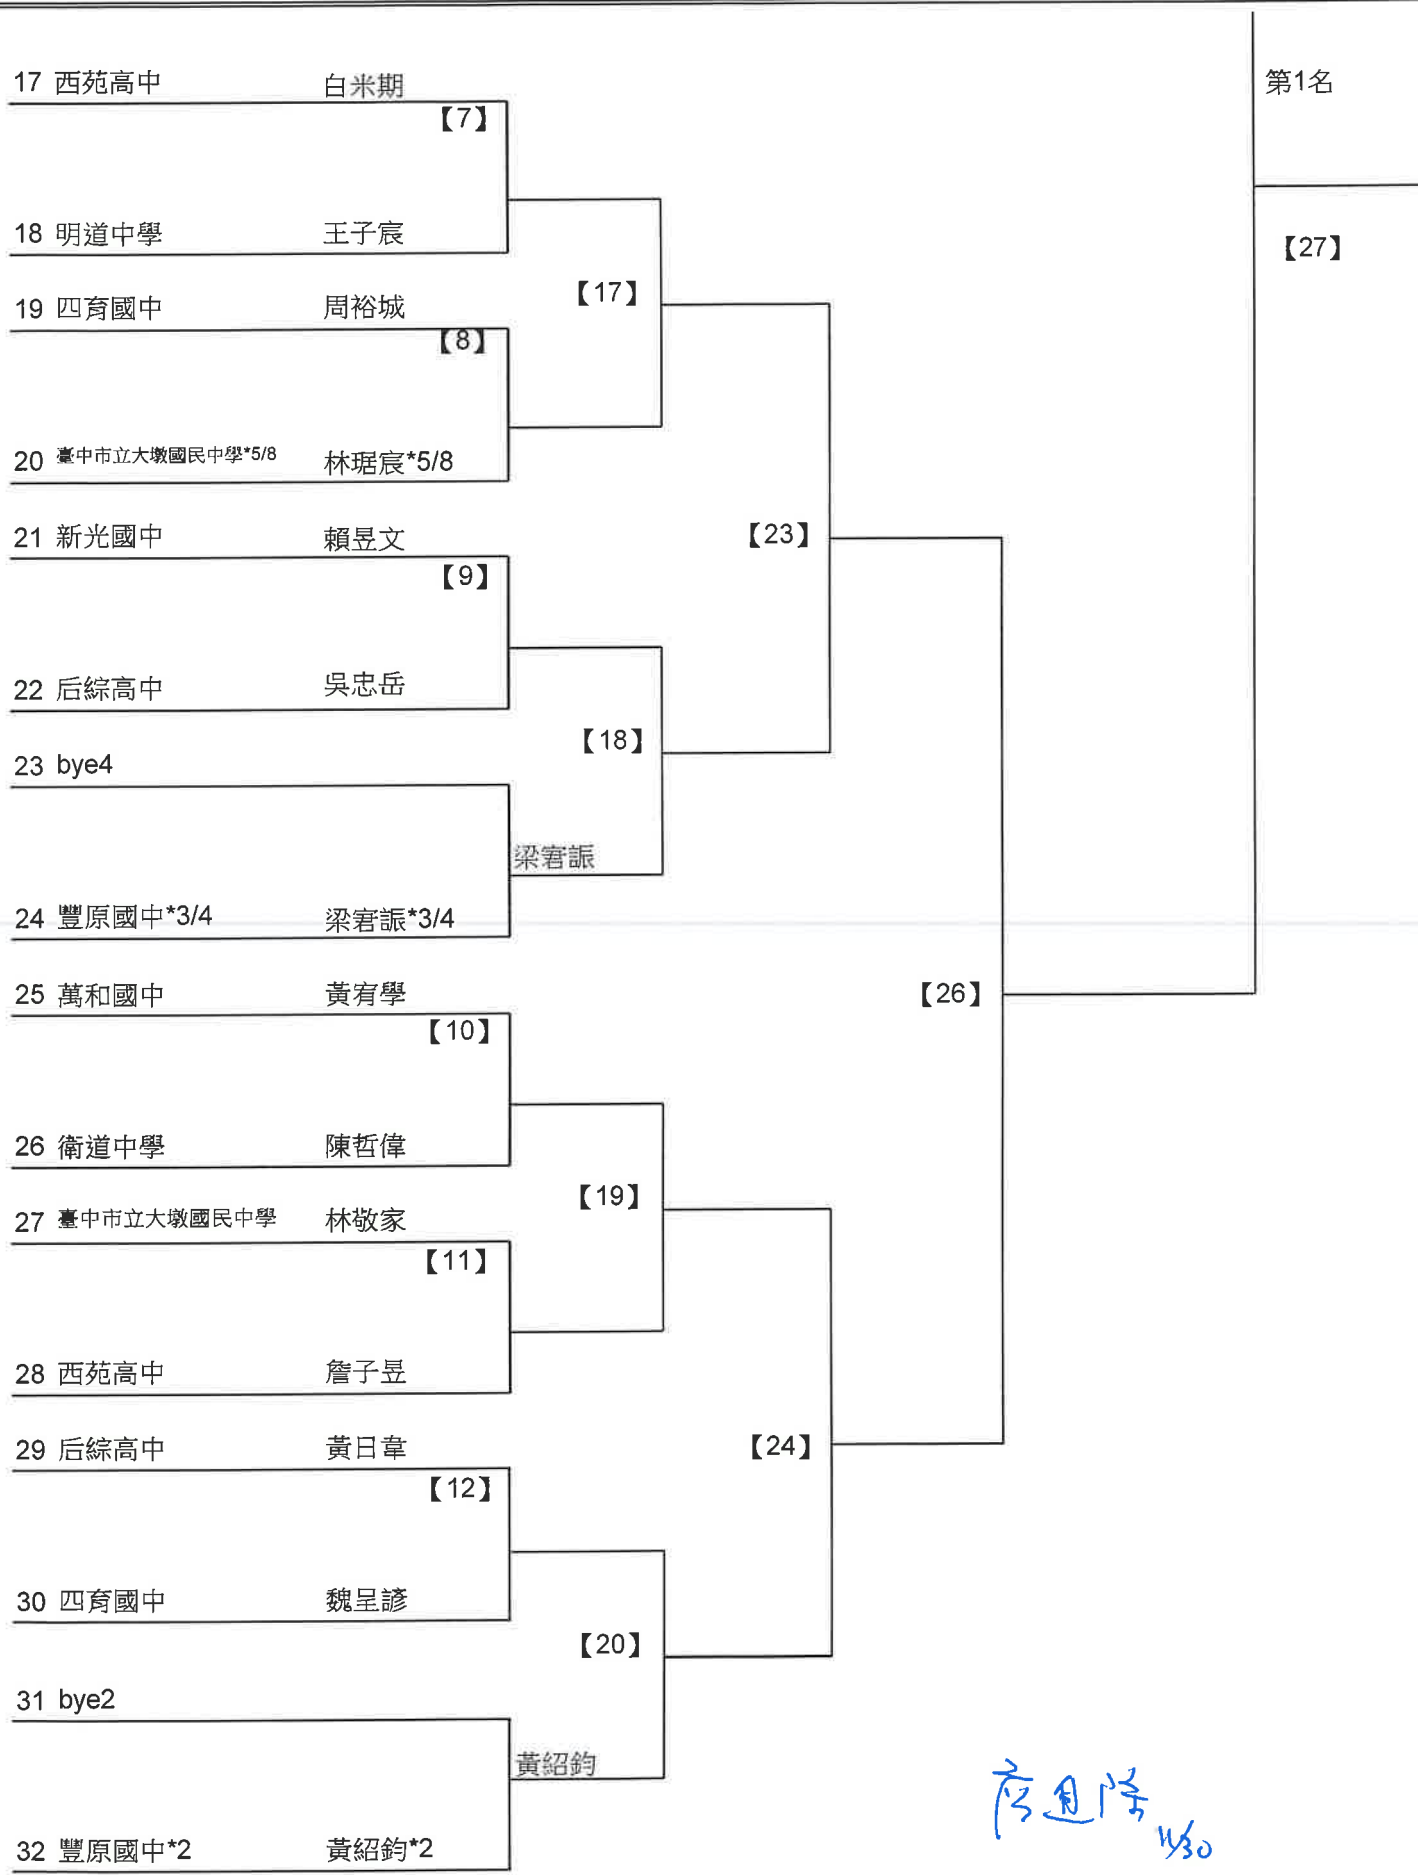 第1名
17 西苑高中 白米期
【7】
18 明道中學 王子宸
【27】
【17】
19 四育國中 周裕城
【8】
20 臺中市立大墩國民中學*5/8 林琚宸*5/8
21 新光國中 賴昱文
【23】
【9】
22 后綜高中 吳忠岳
【18】
23 bye4
梁宭誫
24 豐原國中*3/4 梁宭誫*3/4
25 萬和國中 黃宥學
【26】
【10】
26 衛道中學 陳哲偉
【19】
27 臺中市立大墩國民中學 林敬家
【11】
28 西苑高中 詹子昱
29 后綜高中 黃日韋
【24】
【12】
30 四育國中 魏呈諺
【20】
31 bye2
黃紹鈞
32 豐原國中*2 黃紹鈞*2
11/30